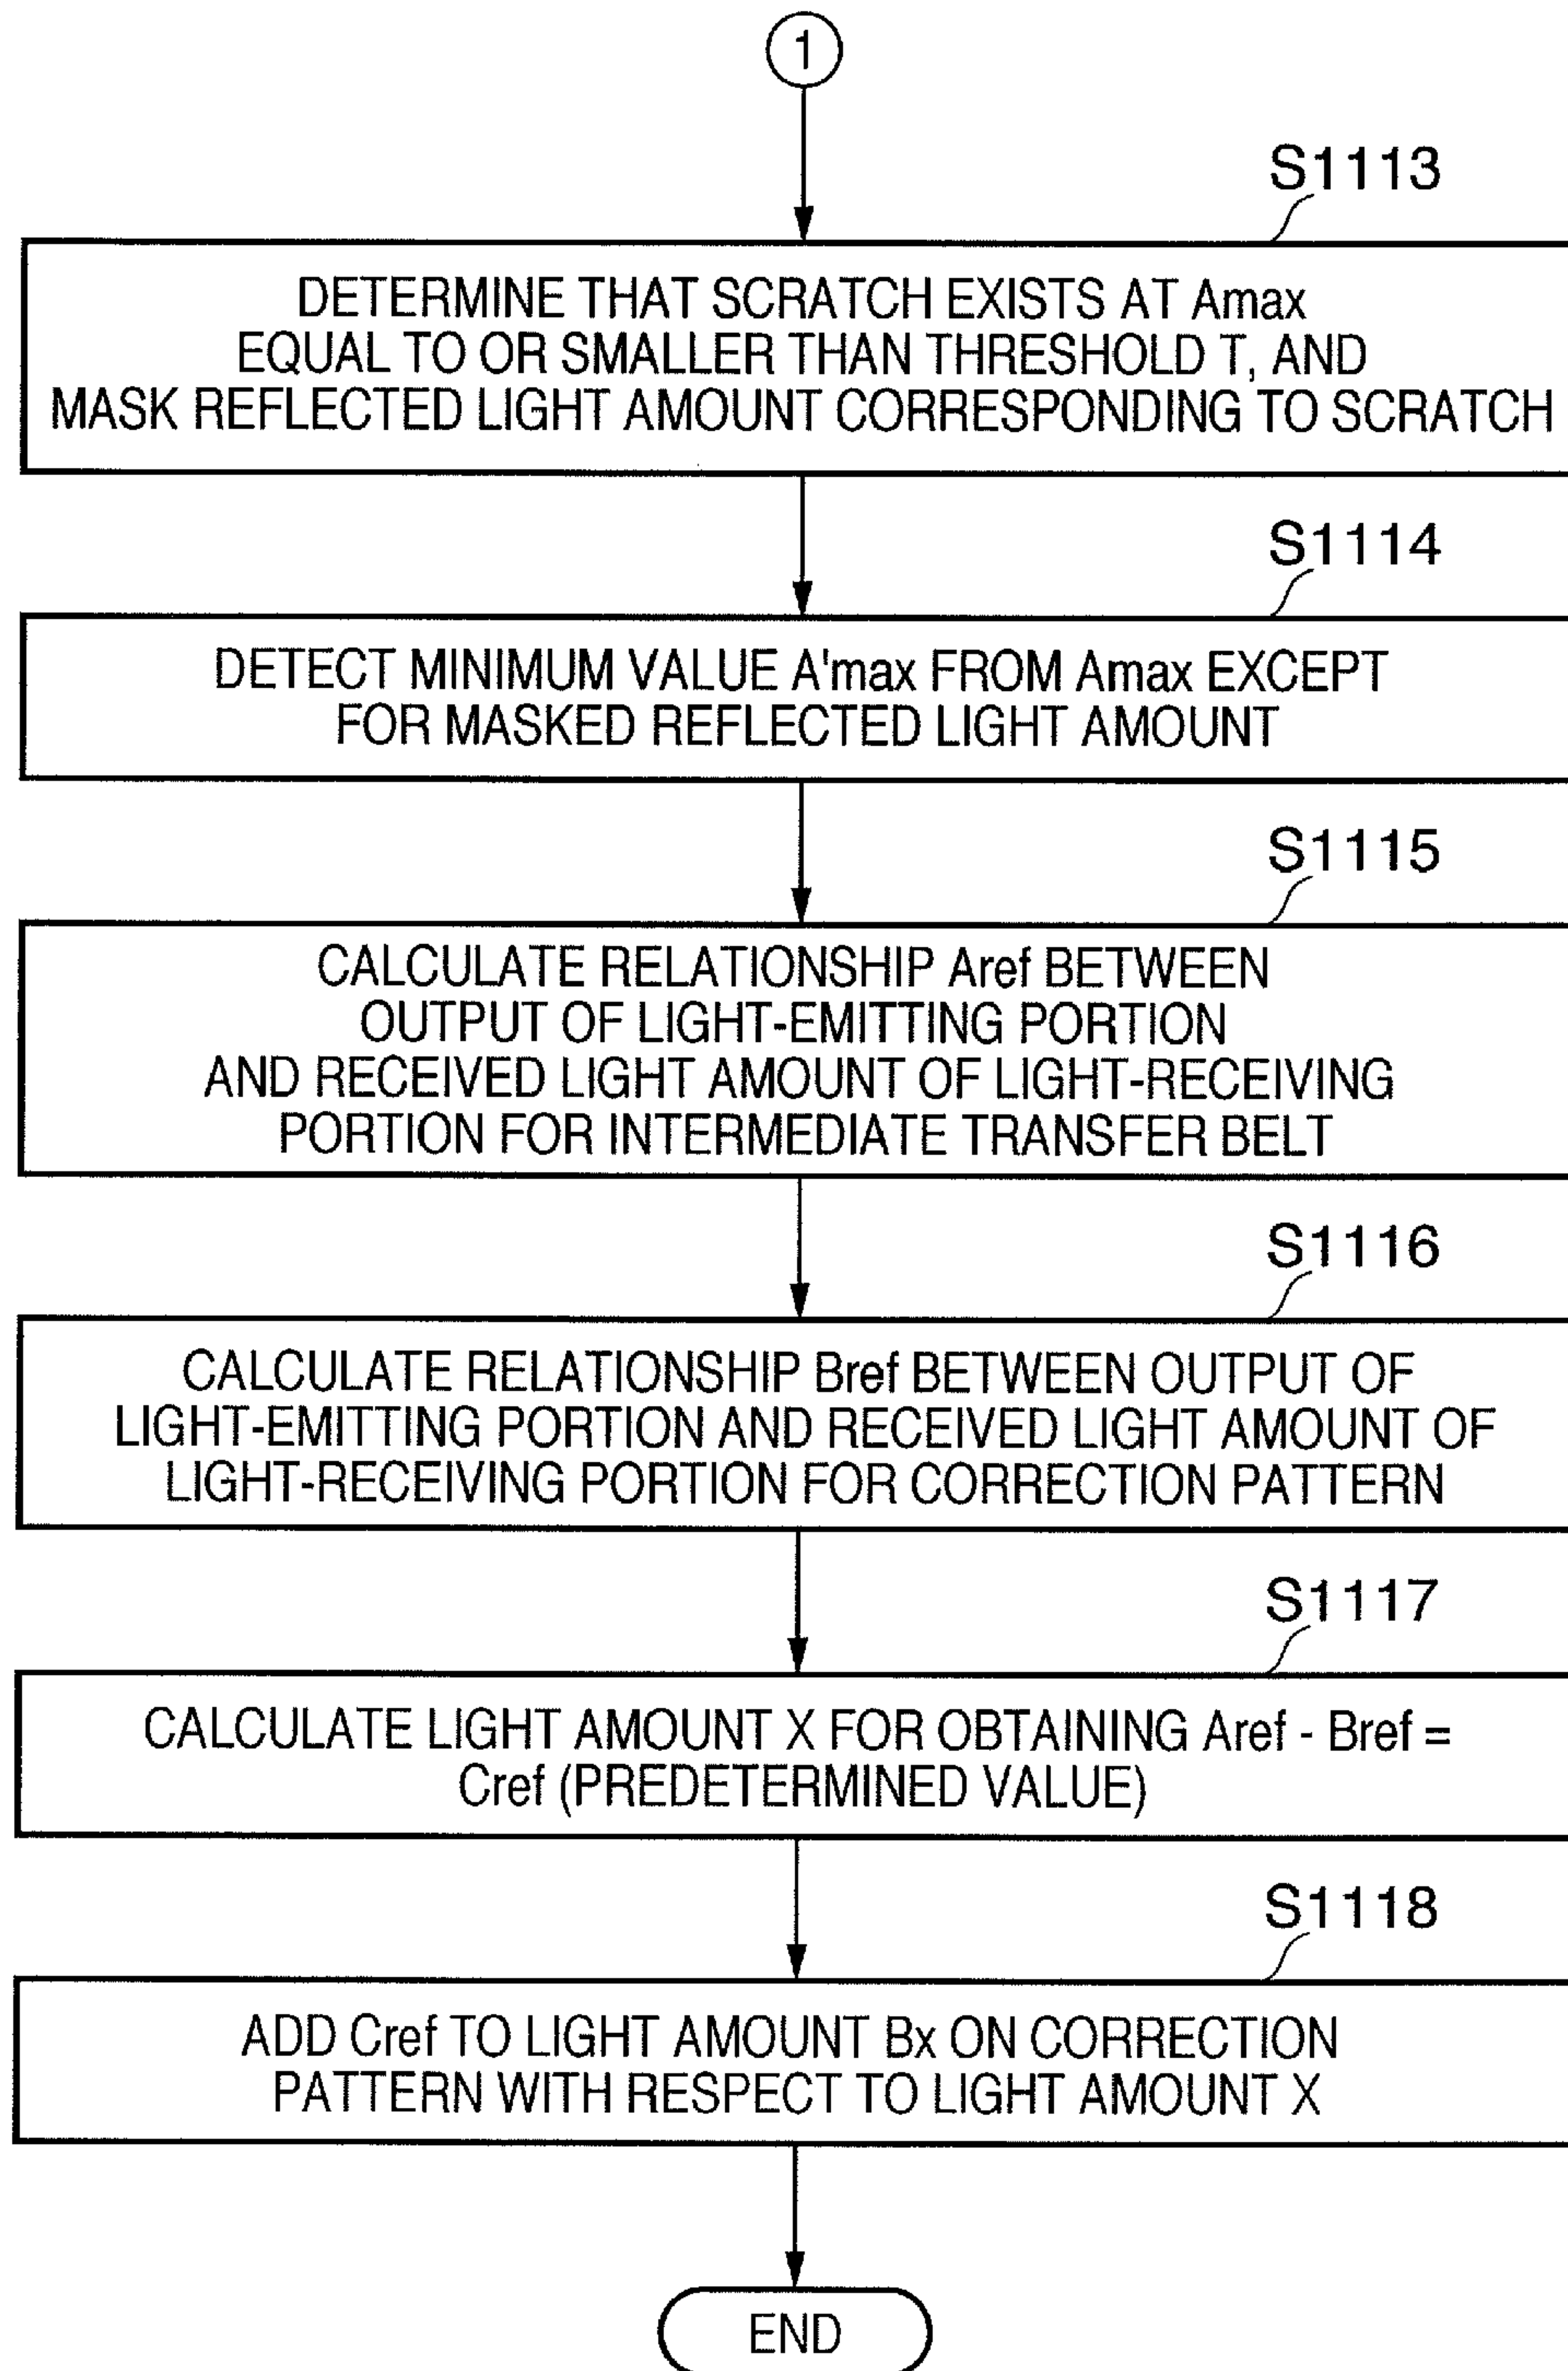 1
S1113
DETERMINE THAT SCRATCH EXISTS AT Amax
EQUAL TO OR SMALLER THAN THRESHOLD T, AND
MASK REFLECTED LIGHT AMOUNT CORRESPONDING TO SCRATCH
S1114
DETECT MINIMUM VALUE A'max FROM Amax EXCEPT
FOR MASKED REFLECTED LIGHT AMOUNT
S1115
CALCULATE RELATIONSHIP Aref BETWEEN
OUTPUT OF LIGHT-EMITTING PORTION
AND RECEIVED LIGHT AMOUNT OF LIGHT-RECEIVING
PORTION FOR INTERMEDIATE TRANSFER BELT
S1116
CALCULATE RELATIONSHIP Bref BETWEEN OUTPUT OF
LIGHT-EMITTING PORTION AND RECEIVED LIGHT AMOUNT OF
LIGHT-RECEIVING PORTION FOR CORRECTION PATTERN
S1117
CALCULATE LIGHT AMOUNT X FOR OBTAINING Aref - Bref =
Cref (PREDETERMINED VALUE)
S1118
ADD Cref TO LIGHT AMOUNT Bx ON CORRECTION
PATTERN WITH RESPECT TO LIGHT AMOUNT X
END